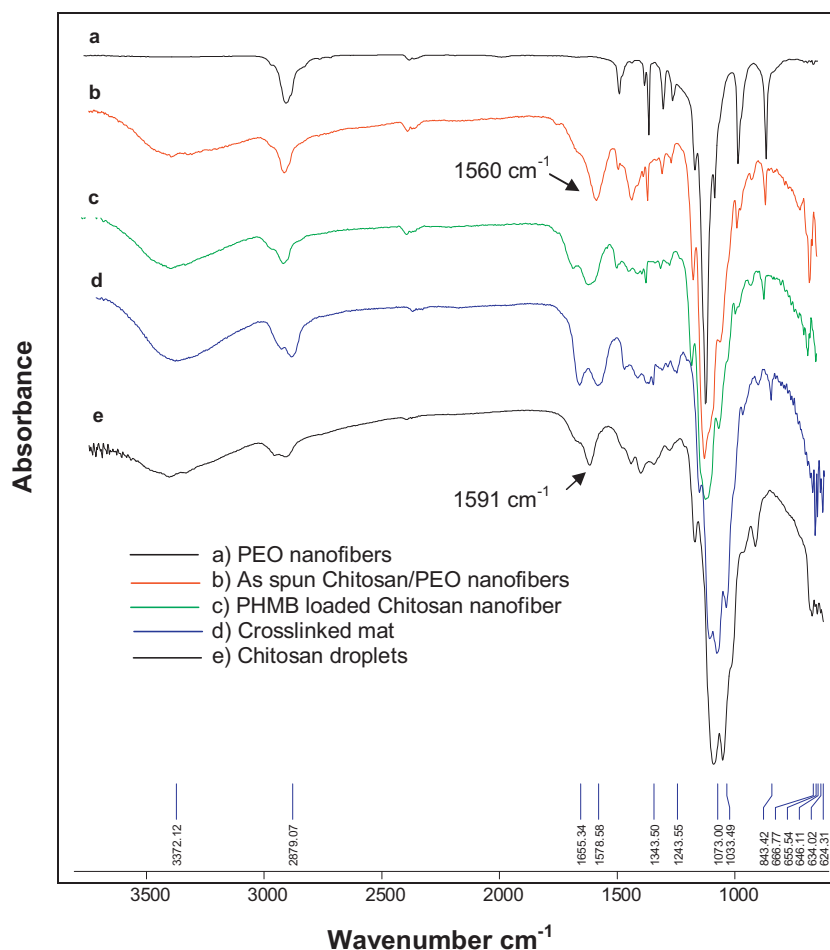 a
b
1560 cm-1
c
d
e
1591 cm-1
Absorbance
a) PEO nanofibers
b) As spun Chitosan/PEO nanofibers
c) PHMB loaded Chitosan nanofiber
d) Crosslinked mat
e) Chitosan droplets
3372.12
2879.07
1655.34
1578.58
1343.50
1243.55
1073.00
1033.49
843.42
666.77
655.54
646.11
634.02
624.31
3500 3000 2500 2000 1500 1000
Wavenumber cm-1